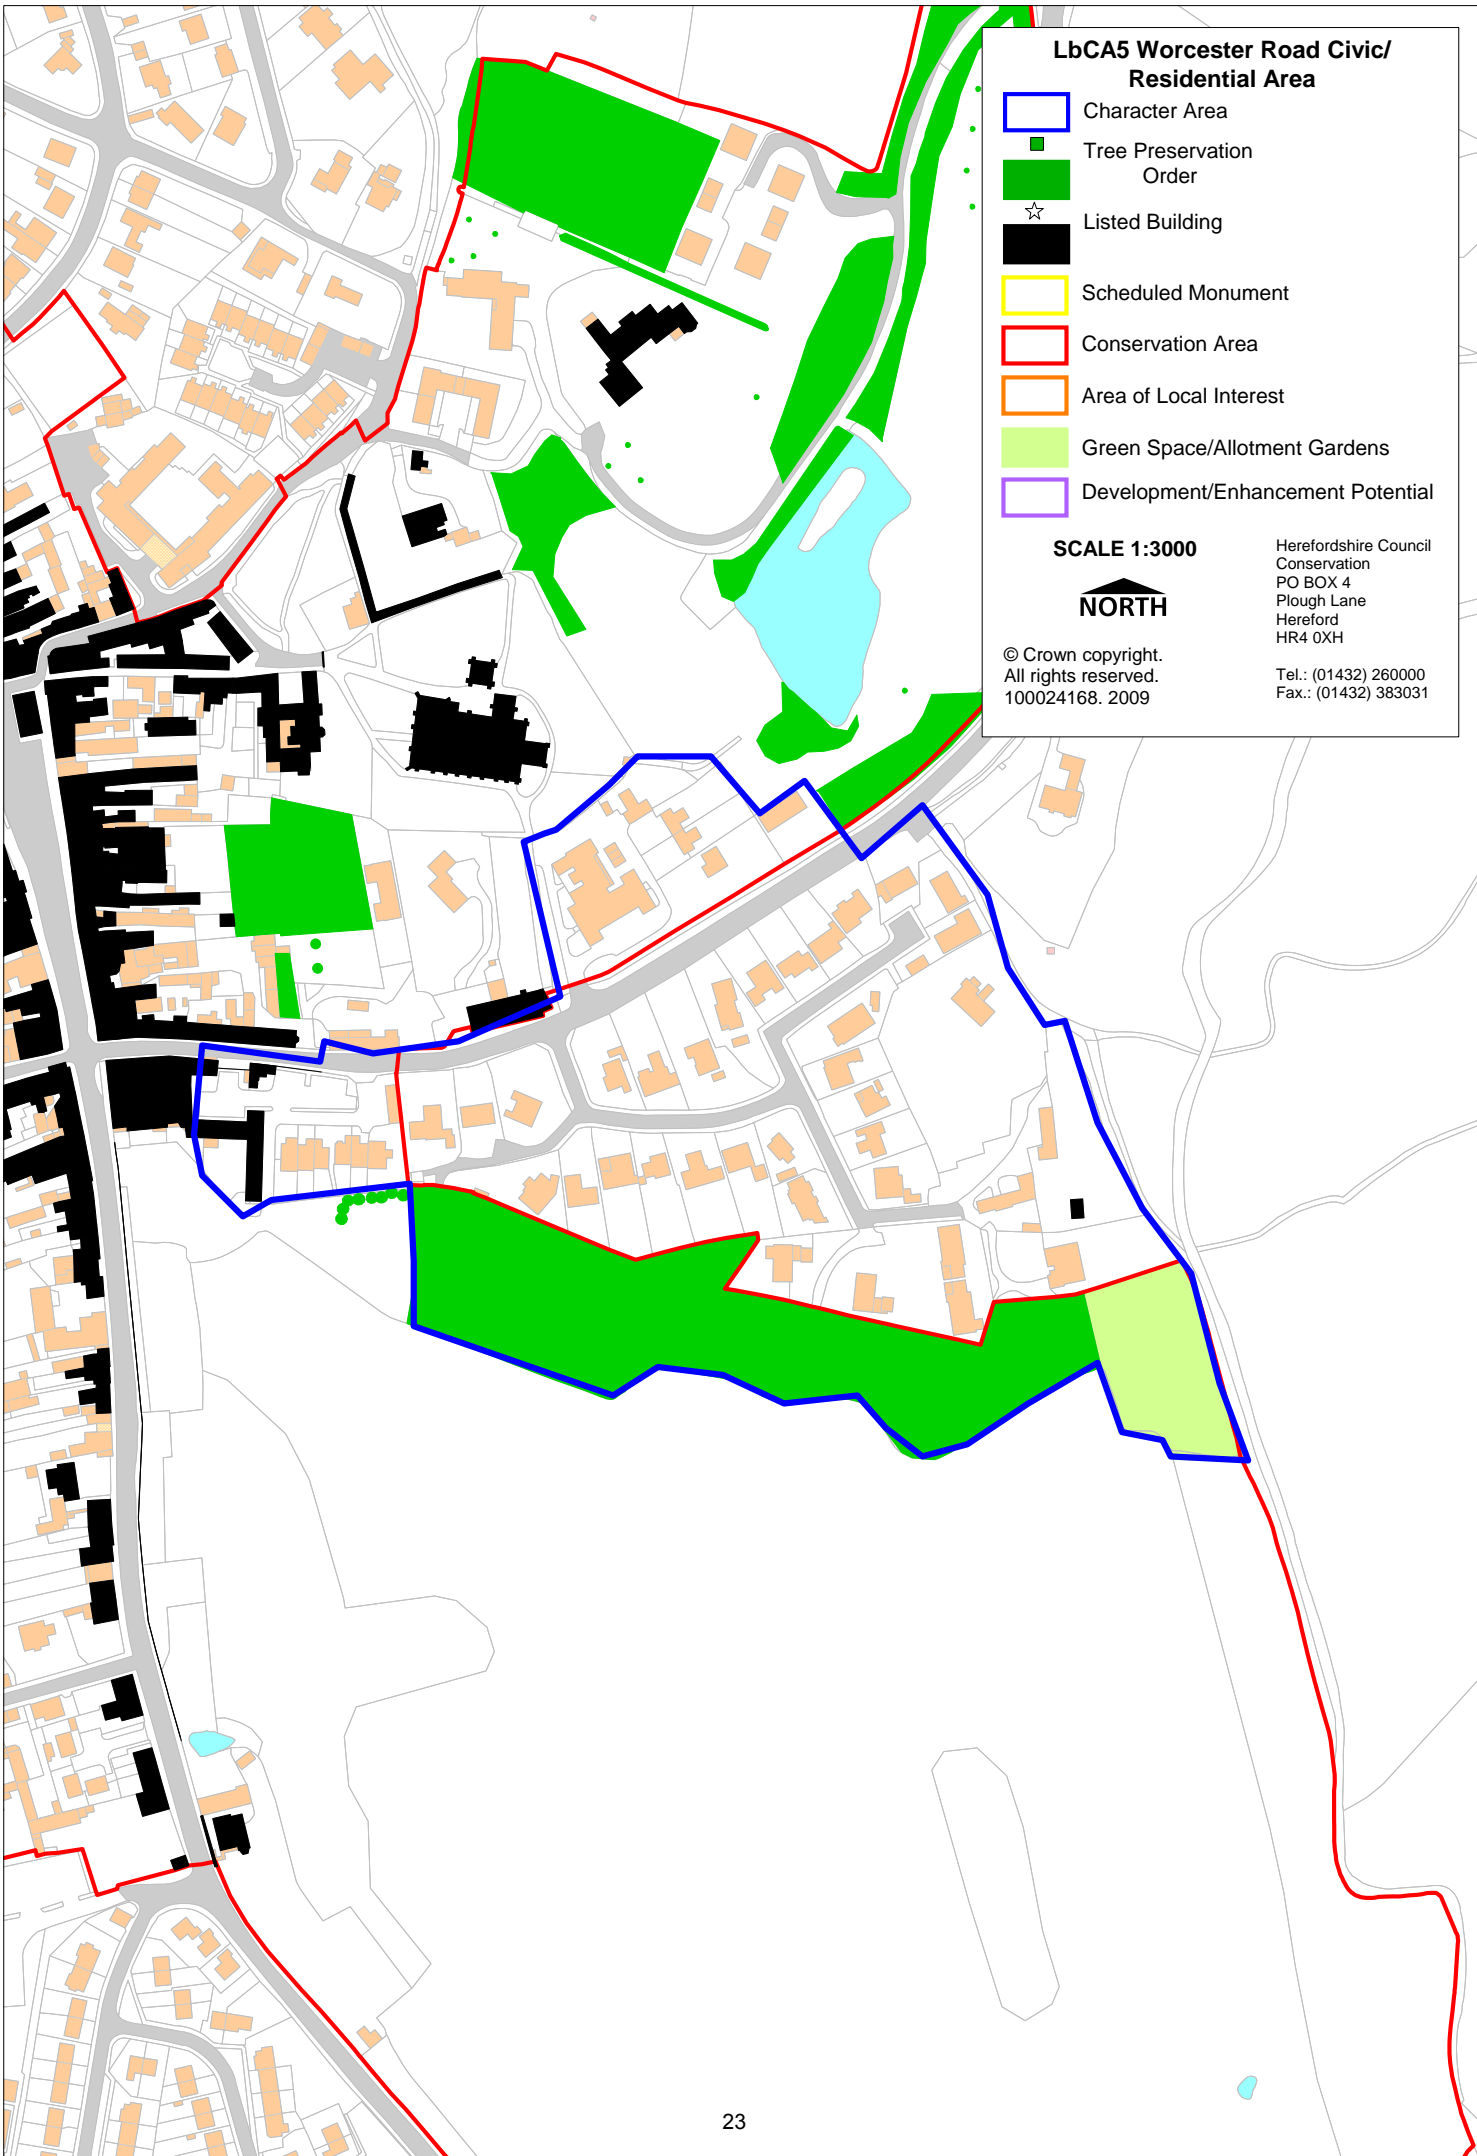 LbCA5 Worcester Road Civic/
Residential Area
Character Area
Tree Preservation
Order
Listed Building
Scheduled Monument
Conservation Area
Area of Local Interest
Green Space/Allotment Gardens
Development/Enhancement Potential
SCALE 1:3000
NORTH
© Crown copyright.
All rights reserved.
100024168. 2009
Herefordshire Council
Conservation
PO BOX 4
Plough Lane
Hereford
HR4 0XH
Tel.: (01432) 260000
Fax.: (01432) 383031
23